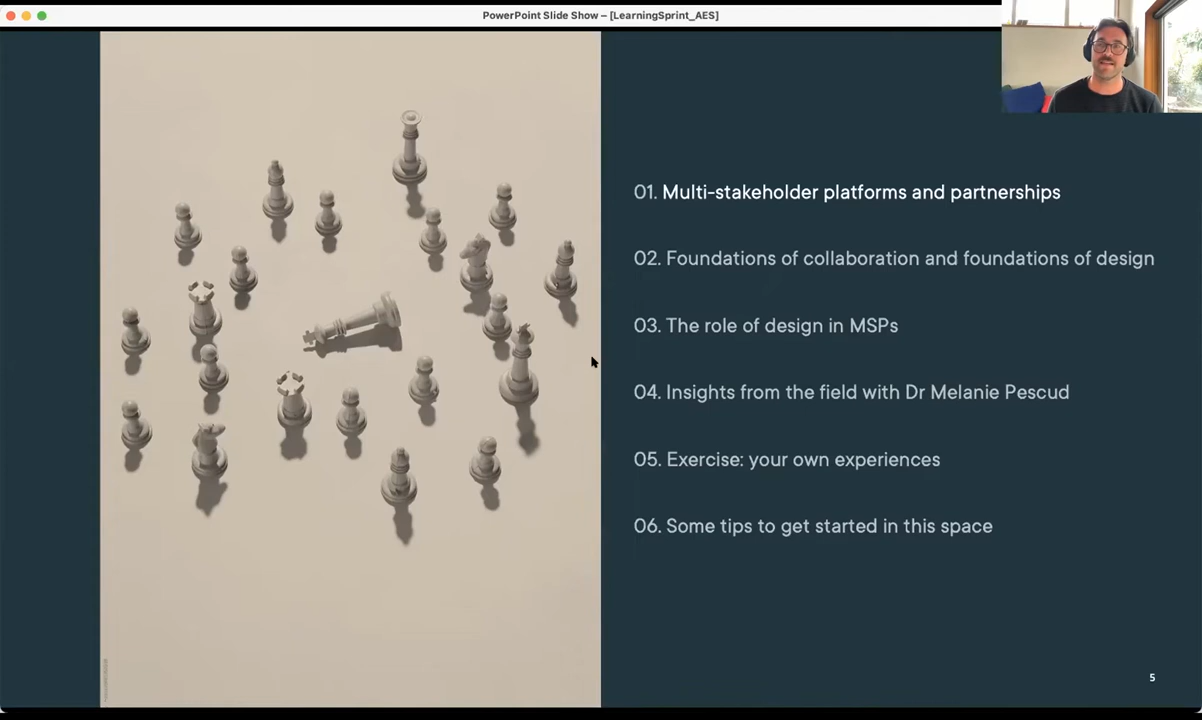 PowerPoint Slide Show – [LearningSprint_AES]
01. Multi-stakeholder platforms and partnerships
02. Foundations of collaboration and foundations of design
03. The role of design in MSPs
04. Insights from the field with Dr Melanie Pescud
05. Exercise: your own experiences
06. Some tips to get started in this space
5